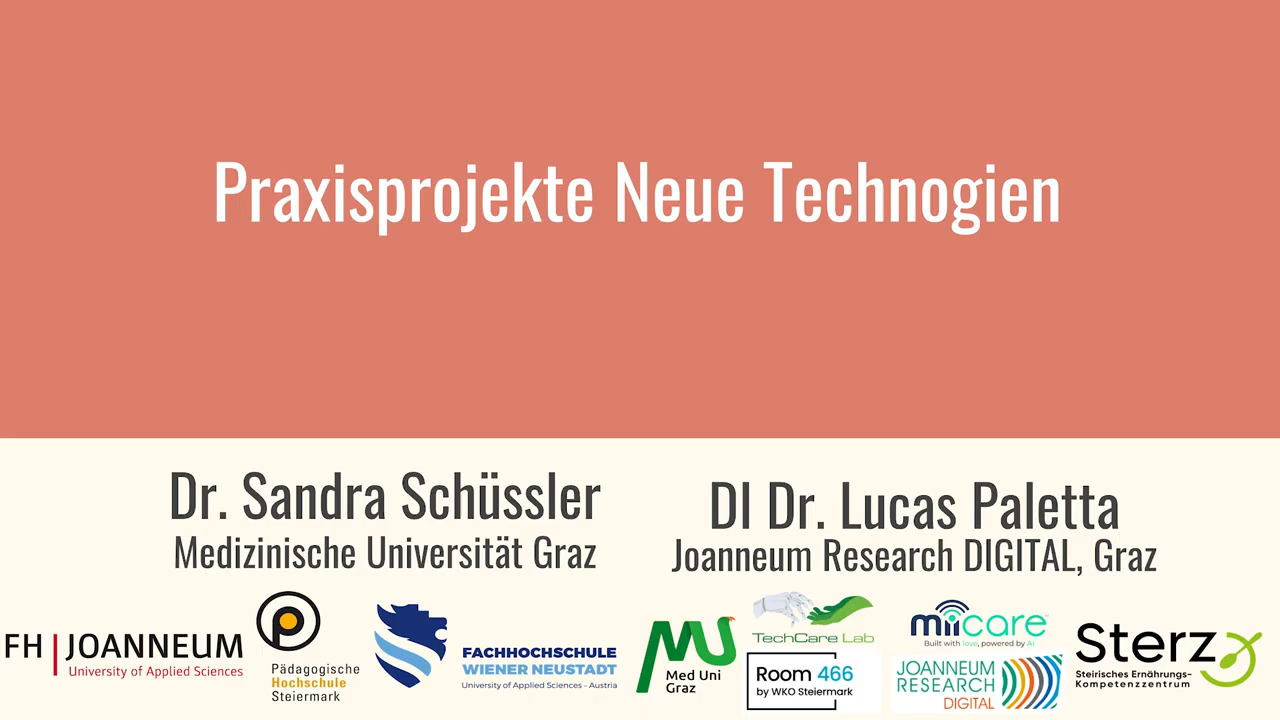 Praxisprojekte Neue Technogien
Dr. Sandra Schüssler
Medizinische Universität Graz
DI Dr. Lucas Paletta
Joanneum Research DIGITAL, Graz
FH | JOANNEUM
University of Applied Sciences
Pädagogische
Hochschule
Steiermark
FACHHOCHSCHULE
WIENER NEUSTADT
University of Applied Sciences – Austria
Med Uni
Graz
TechCare Lab
Room 466
by WKO Steiermark
miicare™
Built with love, powered by AI
JOANNEUM
RESEARCH
DIGITAL
Sterz
Steirisches Ernährungs-
Kompetenzzentrum